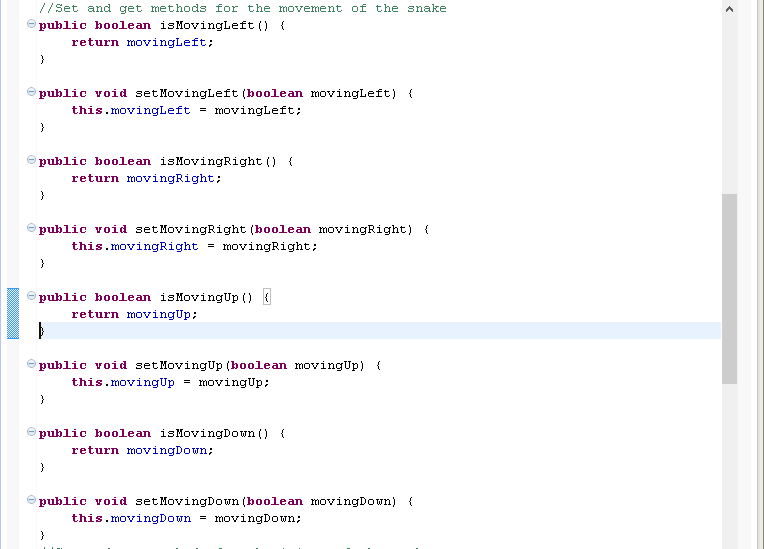 //Set and get methods for the movement of the snake
public boolean isMovingLeft() {
return movingLeft;
}
public void setMovingLeft(boolean movingLeft) {
this.movingLeft = movingLeft;
}
public boolean isMovingRight() {
return movingRight;
}
public void setMovingRight(boolean movingRight) {
this.movingRight = movingRight;
}
public boolean isMovingUp() {
return movingUp;
}
public void setMovingUp(boolean movingUp) {
this.movingUp = movingUp;
}
public boolean isMovingDown() {
return movingDown;
}
public void setMovingDown(boolean movingDown) {
this.movingDown = movingDown;
}